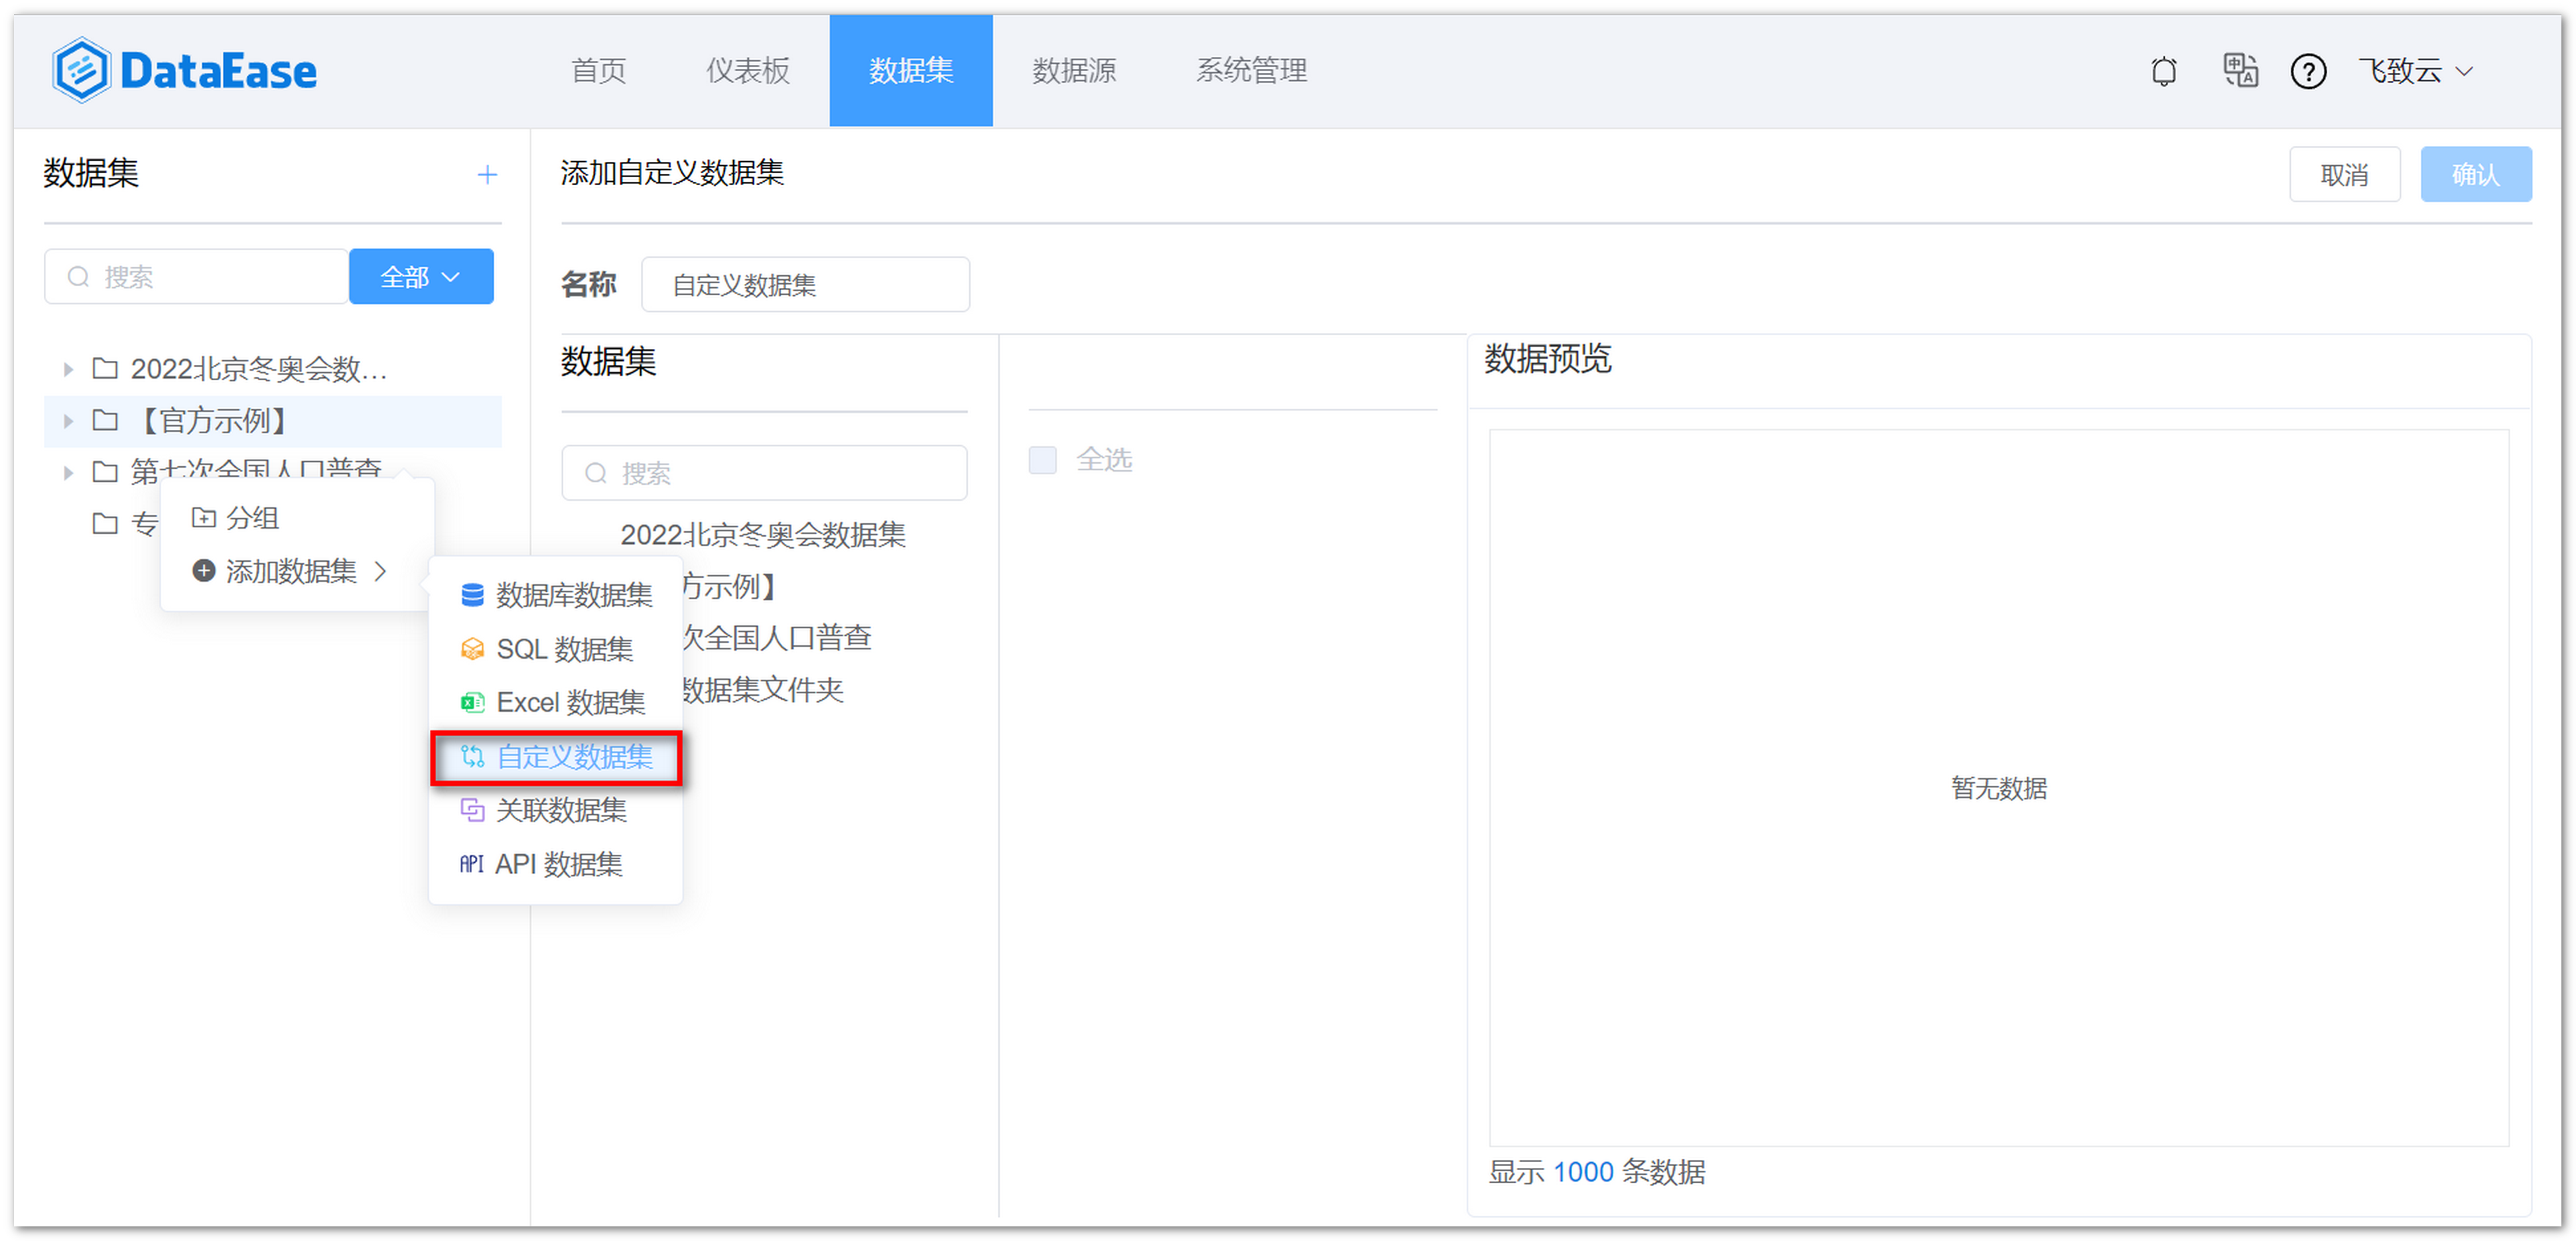 DataEase
首页
仪表板
数据集
数据源
系统管理
飞致云
数据集
添加自定义数据集
取消
确认
搜索
全部
名称
自定义数据集
2022北京冬奥会数...
【官方示例】
第七次全国人口普查
专
分组
添加数据集
数据库数据集
SQL 数据集
Excel 数据集
自定义数据集
关联数据集
API API 数据集
数据集
搜索
2022北京冬奥会数据集
方示例】
次全国人口普查
数据集文件夹
全选
数据预览
暂无数据
显示 1000 条数据